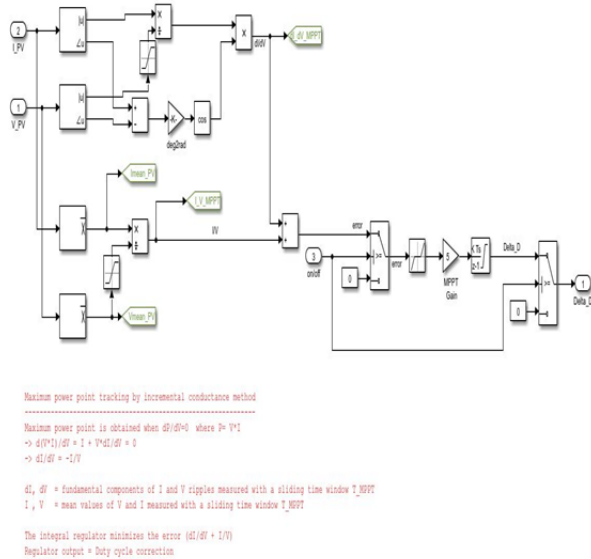 2
I_PV
|u|
∠u
×
÷
×
dI/dV
dI_dV_MPPT
1
V_PV
|u|
∠u
+
-
-K-
deg2rad
cos
Imean_PV
I_V_MPPT
×
÷
I/V
Vmean_PV
+
+
error
3
on/off
>=
0
error
5
MPPT
Gain
K Ts
z-1
Delta_D
>=
0
1
Delta_D
Maximum power point tracking by incremental conductance method
Maximum power point is obtained when dP/dV=0 where P= V*I
-> d(V*I)/dV = I + V*dI/dV = 0
-> dI/dV = -I/V
dI, dV = fundamental components of I and V ripples measured with a sliding time window T_MPPT
I , V = mean values of V and I measured with a sliding time window T_MPPT
The integral regulator minimizes the error (dI/dV + I/V)
Regulator output = Duty cycle correction